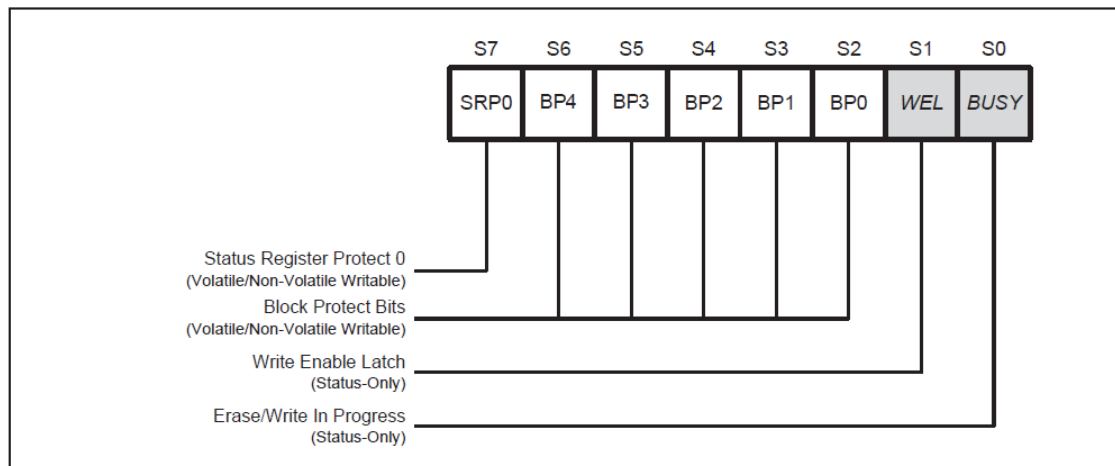 S7 S6 S5 S4 S3 S2 S1 S0
SRP0 BP4 BP3 BP2 BP1 BP0 WEL BUSY
Status Register Protect 0
(Volatile/Non-Volatile Writable)
Block Protect Bits
(Volatile/Non-Volatile Writable)
Write Enable Latch
(Status-Only)
Erase/Write In Progress
(Status-Only)